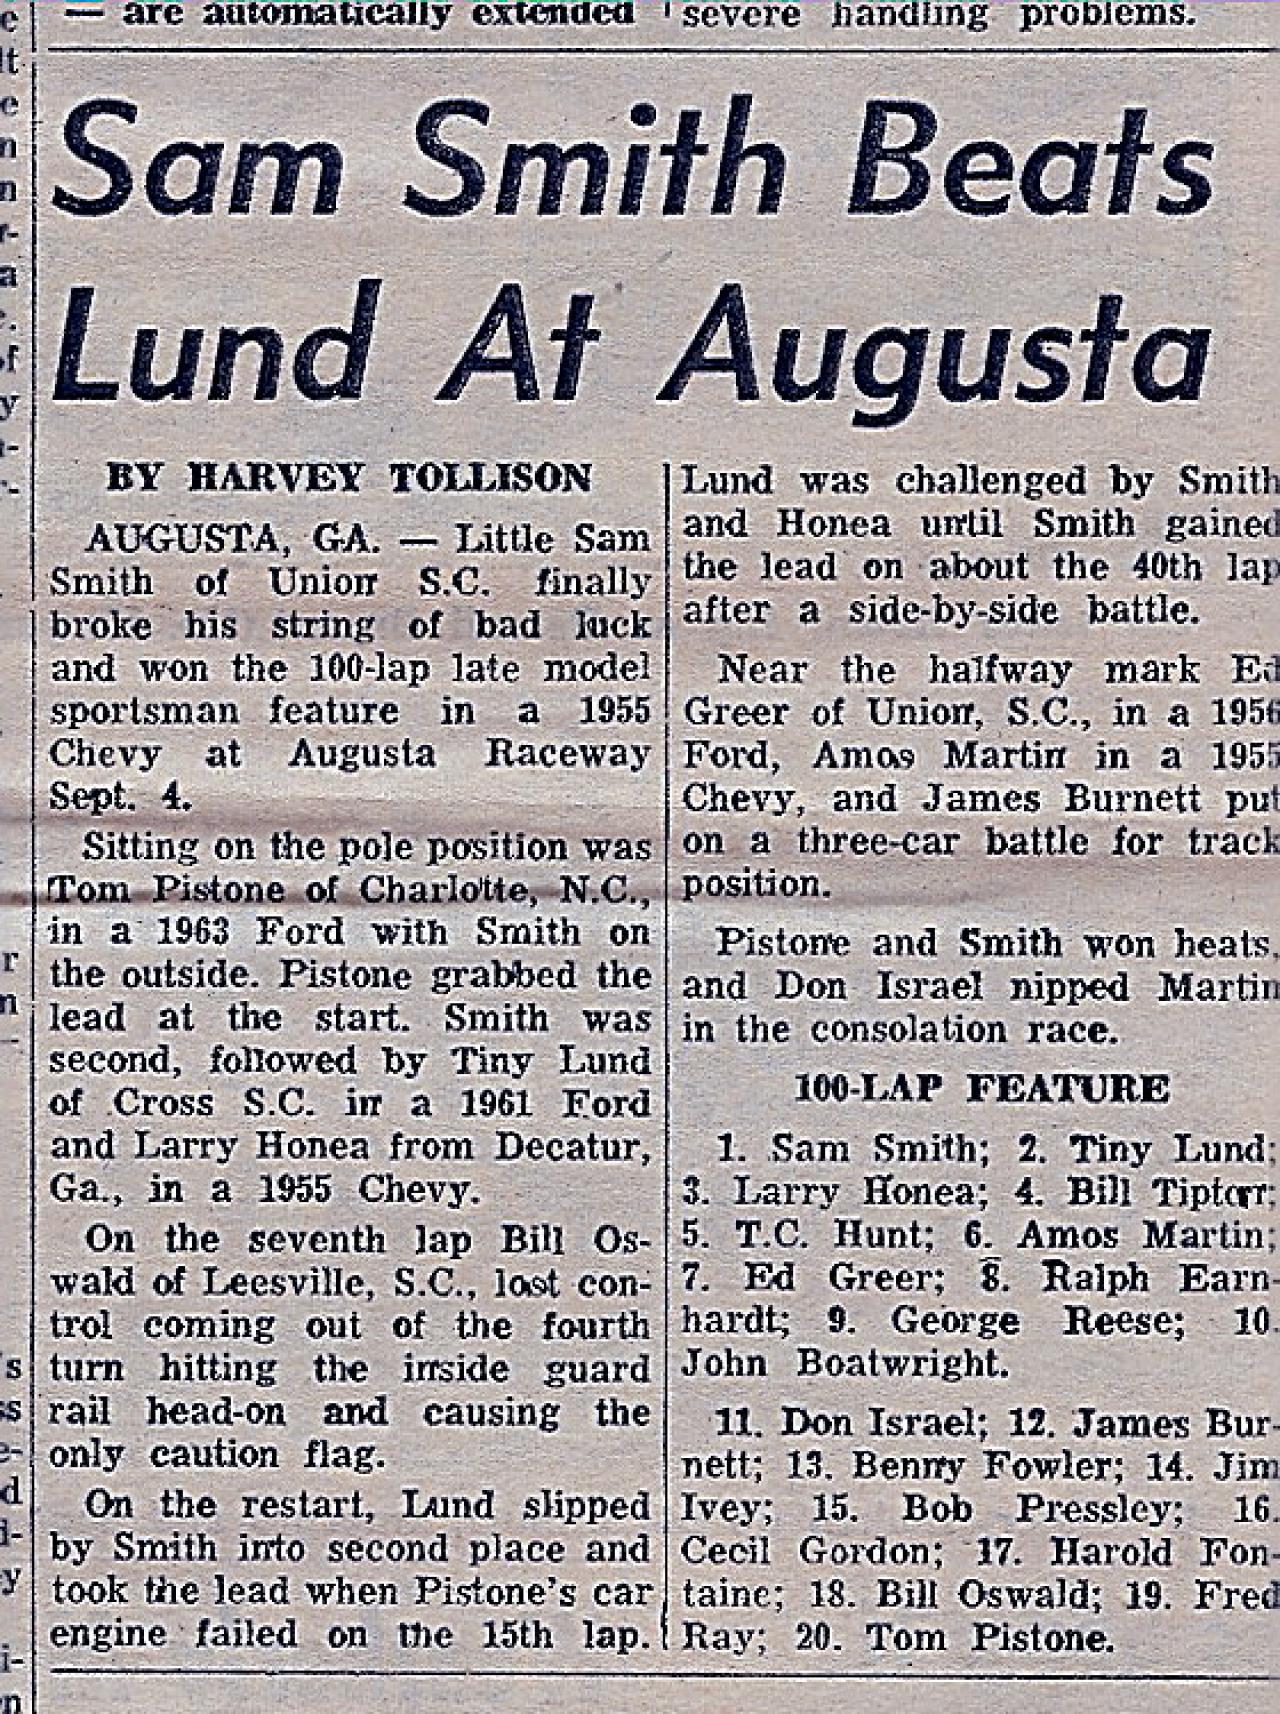 — are automatically extended
severe handling problems.
Sam Smith Beats
Lund At Augusta
BY HARVEY TOLLISON
AUGUSTA, GA. — Little Sam
Smith of Union S.C. finally
broke his string of bad luck
and won the 100-lap late model
sportsman feature in a 1955
Chevy at Augusta Raceway
Sept. 4.
Sitting on the pole position was
Tom Pistone of Charlotte, N.C.,
in a 1963 Ford with Smith on
the outside. Pistone grabbed the
lead at the start. Smith was
second, followed by Tiny Lund
of Cross S.C. in a 1961 Ford
and Larry Honea from Decatur,
Ga., in a 1955 Chevy.
On the seventh lap Bill Os-
wald of Leesville, S.C., lost con-
trol coming out of the fourth
turn hitting the inside guard
rail head-on and causing the
only caution flag.
On the restart, Lund slipped
by Smith into second place and
took the lead when Pistone's car
engine failed on the 15th lap.
Lund was challenged by Smith
and Honea until Smith gained
the lead on about the 40th lap
after a side-by-side battle.
Near the halfway mark Ed
Greer of Union, S.C., in a 1956
Ford, Amos Martin in a 1955
Chevy, and James Burnett put
on a three-car battle for track
position.
Pistone and Smith won heats,
and Don Israel nipped Martin
in the consolation race.
100-LAP FEATURE
1. Sam Smith; 2. Tiny Lund;
3. Larry Honea; 4. Bill Tipton;
5. T.C. Hunt; 6. Amos Martin;
7. Ed Greer; 8. Ralph Earn-
hardt; 9. George Reese; 10.
John Boatwright.
11. Don Israel; 12. James Bur-
nett; 13. Benny Fowler; 14. Jim
Ivey; 15. Bob Pressley; 16.
Cecil Gordon; 17. Harold Fon-
taine; 18. Bill Oswald; 19. Fred
Ray; 20. Tom Pistone.